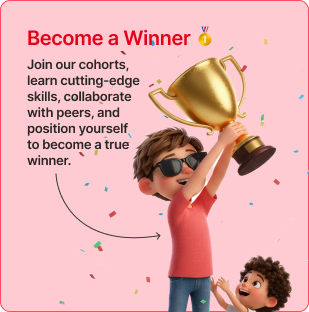 Become a Winner
Join our cohorts,
learn cutting-edge
skills, collaborate
with peers, and
position yourself
to become a true
winner.